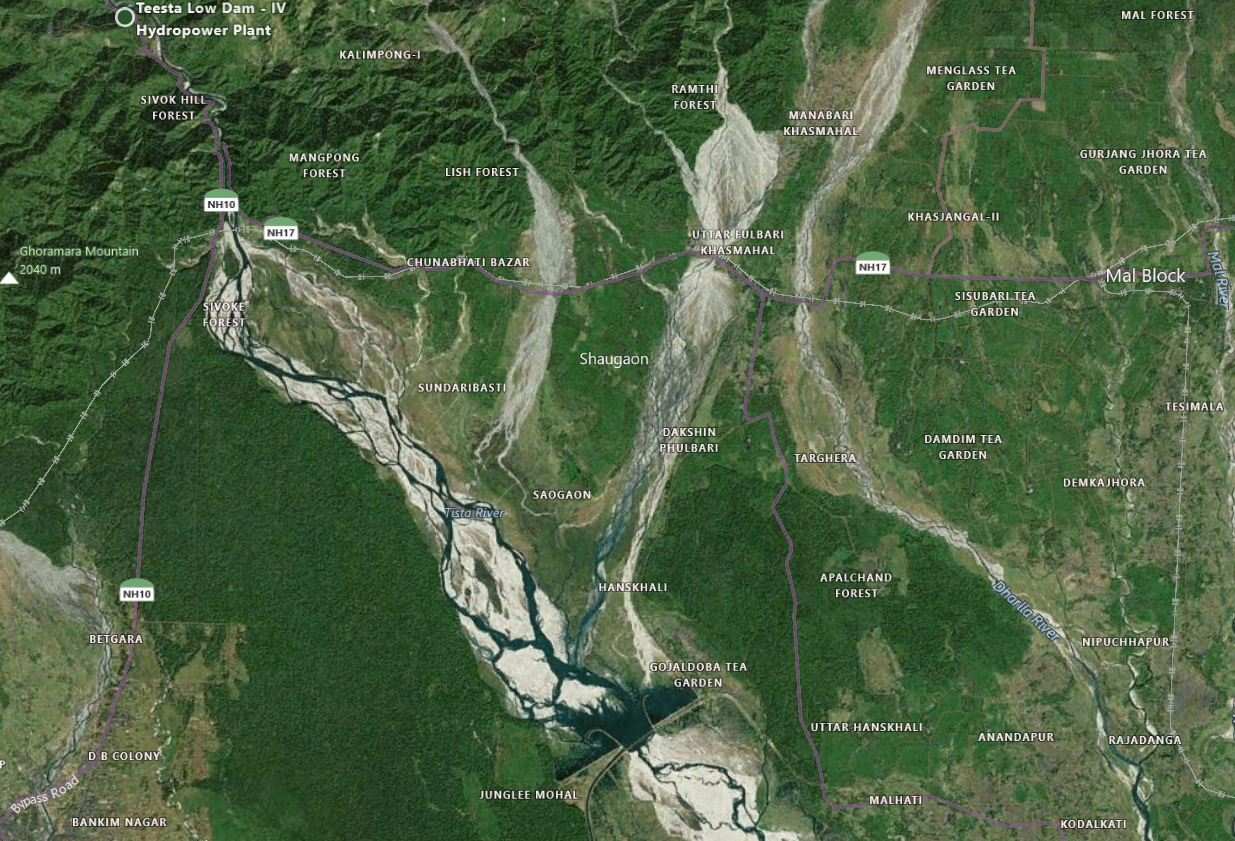 Teesta Low Dam - IV
Hydropower Plant
MAL FOREST
KALIMPONG-I
MENGLASS TEA
GARDEN
RAMTHI
FOREST
SIVOK HILL
FOREST
MANABARI
KHASMAHAL
MANGPONG
FOREST
LISH FOREST
GURJANG JHORA TEA
GARDEN
NH10
KHASJANGAL-II
NH17
UTTAR FULBARI
KHASMAHAL
Ghoramara Mountain
2040 m
CHUNABHATI BAZAR
NH17
Mal Block
Mal River
SISUBARI TEA
GARDEN
SIVOKE
FOREST
Shaugaon
SUNDARIBASTI
TESIMALA
DAKSHIN
PHULBARI
DAMDIM TEA
GARDEN
TARGHERA
DEMKAJHORA
SAOGAON
Tista River
HANSKHALI
APALCHAND
FOREST
NH10
Dharlla River
BETGARA
NIPUCHHAPUR
GOJALDOBA TEA
GARDEN
UTTAR HANSKHALI
ANANDAPUR
RAJADANGA
D B COLONY
P
Bypass Road
JUNGLEE MOHAL
MALHATI
BANKIM NAGAR
KODALKATI